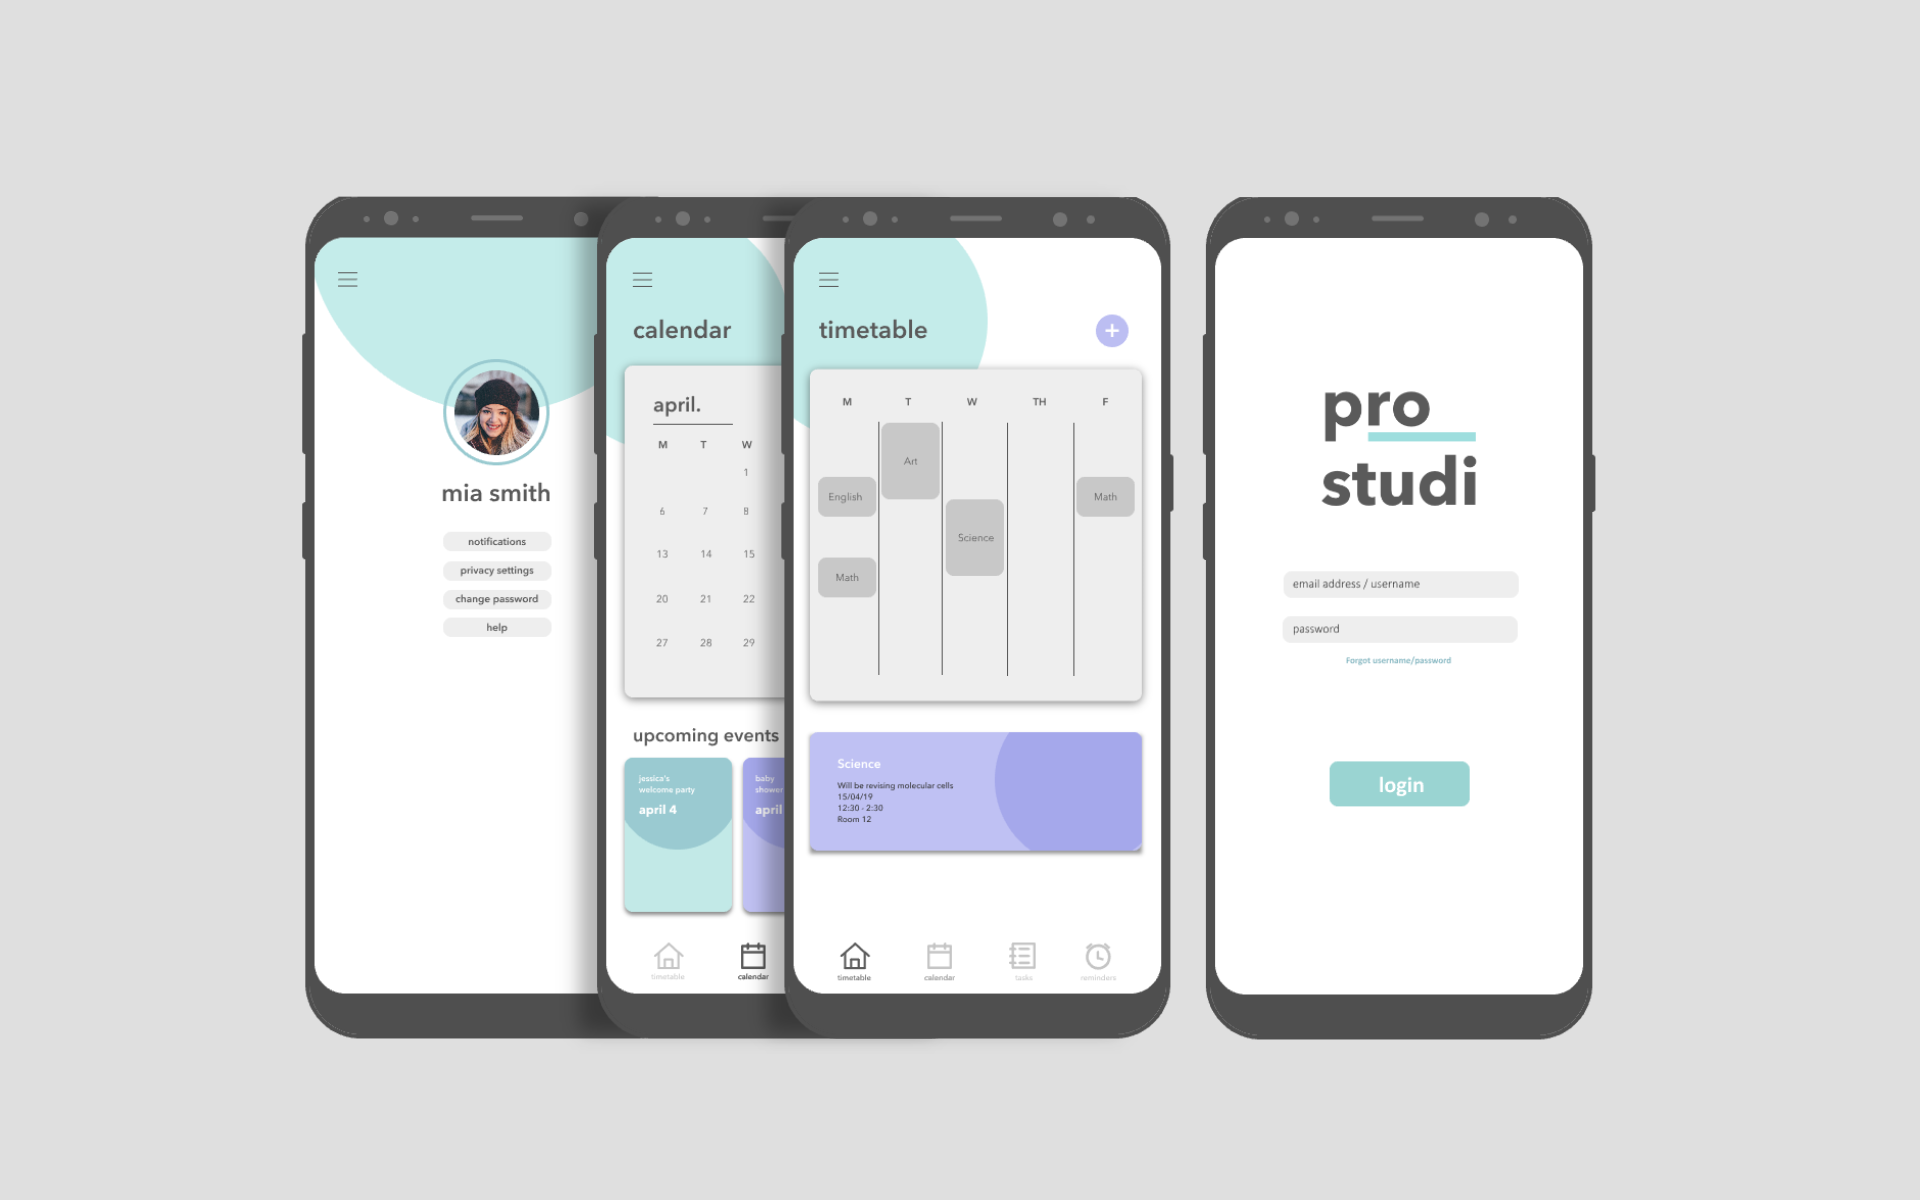 mia smith
notifications
privacy settings
change password
help
calendar
april.
M T W
1
6 7 8
13 14 15
20 21 22
27 28 29
upcoming events
jessica's
welcome party
april 4
baby
shower
april
timetable
calendar
timetable
+
M T W TH F
Art
English
Math
Science
Math
Science
Will be revising molecular cells
15/04/19
12:30 - 2:30
Room 12
timetable
calendar
tasks
reminders
pro
studi
email address / username
password
Forgot username/password
login